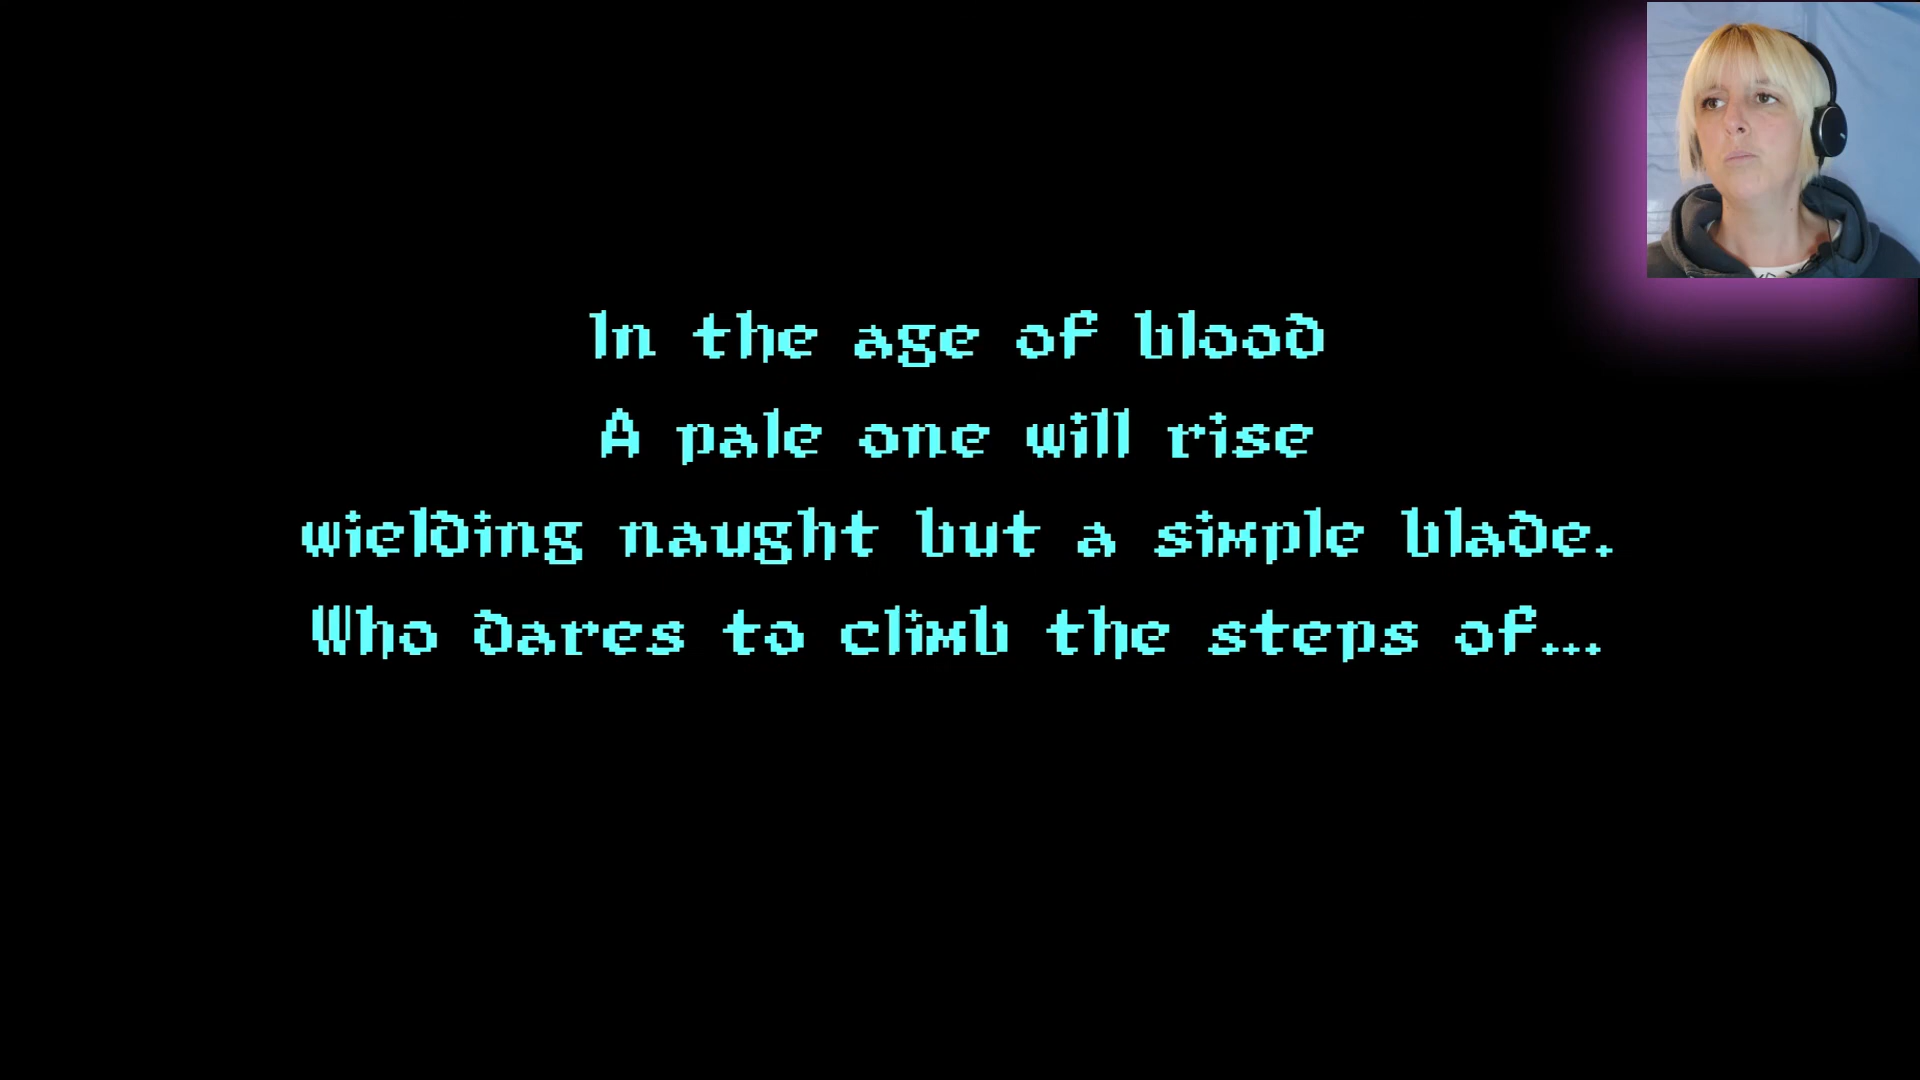 In the age of blood
A pale one will rise
wielding naught but a simple blade.
Who dares to climb the steps of...